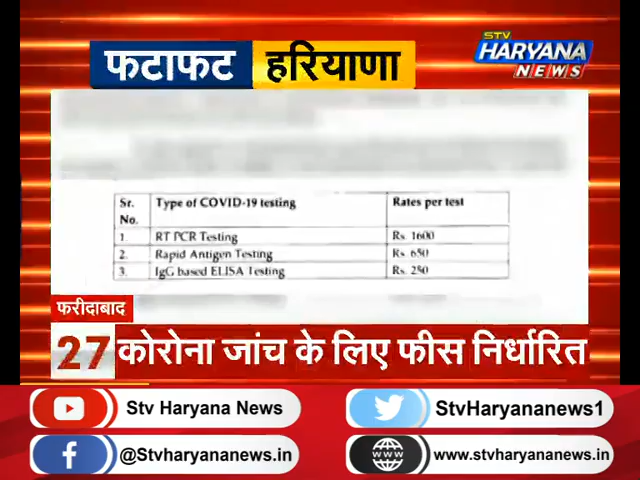 फटाफट हरियाणा
STV
HARYANA
NEWS
Sr. No. Type of COVID-19 testing Rates per test
1. RT PCR Testing Rs. 1600
2. Rapid Antigen Testing Rs. 650
3. IgG based ELISA Testing Rs. 250
फरीदाबाद
27 कोरोना जांच के लिए फीस निर्धारित
Stv Haryana News
StvHaryananews1
@Stvharyananews.in
www.stvharyananews.in